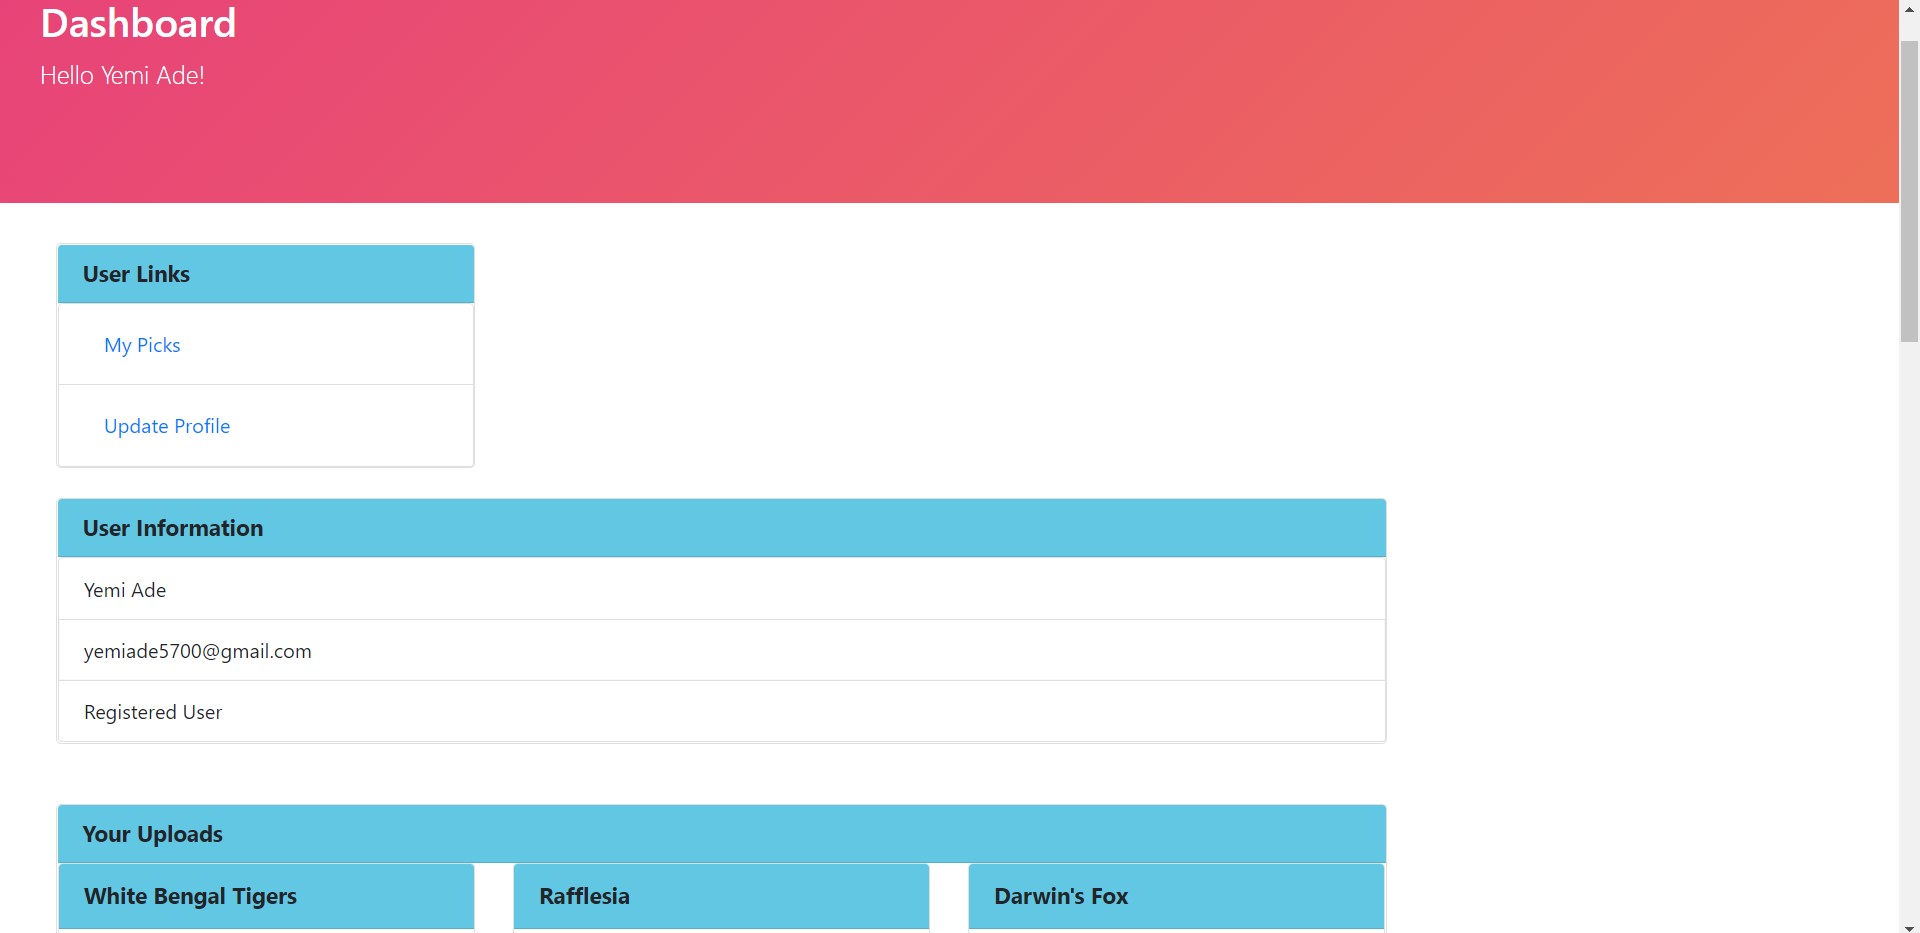 Dashboard
Hello Yemi Ade!
User Links
My Picks
Update Profile
User Information
Yemi Ade
yemiade5700@gmail.com
Registered User
Your Uploads
White Bengal Tigers
Rafflesia
Darwin's Fox